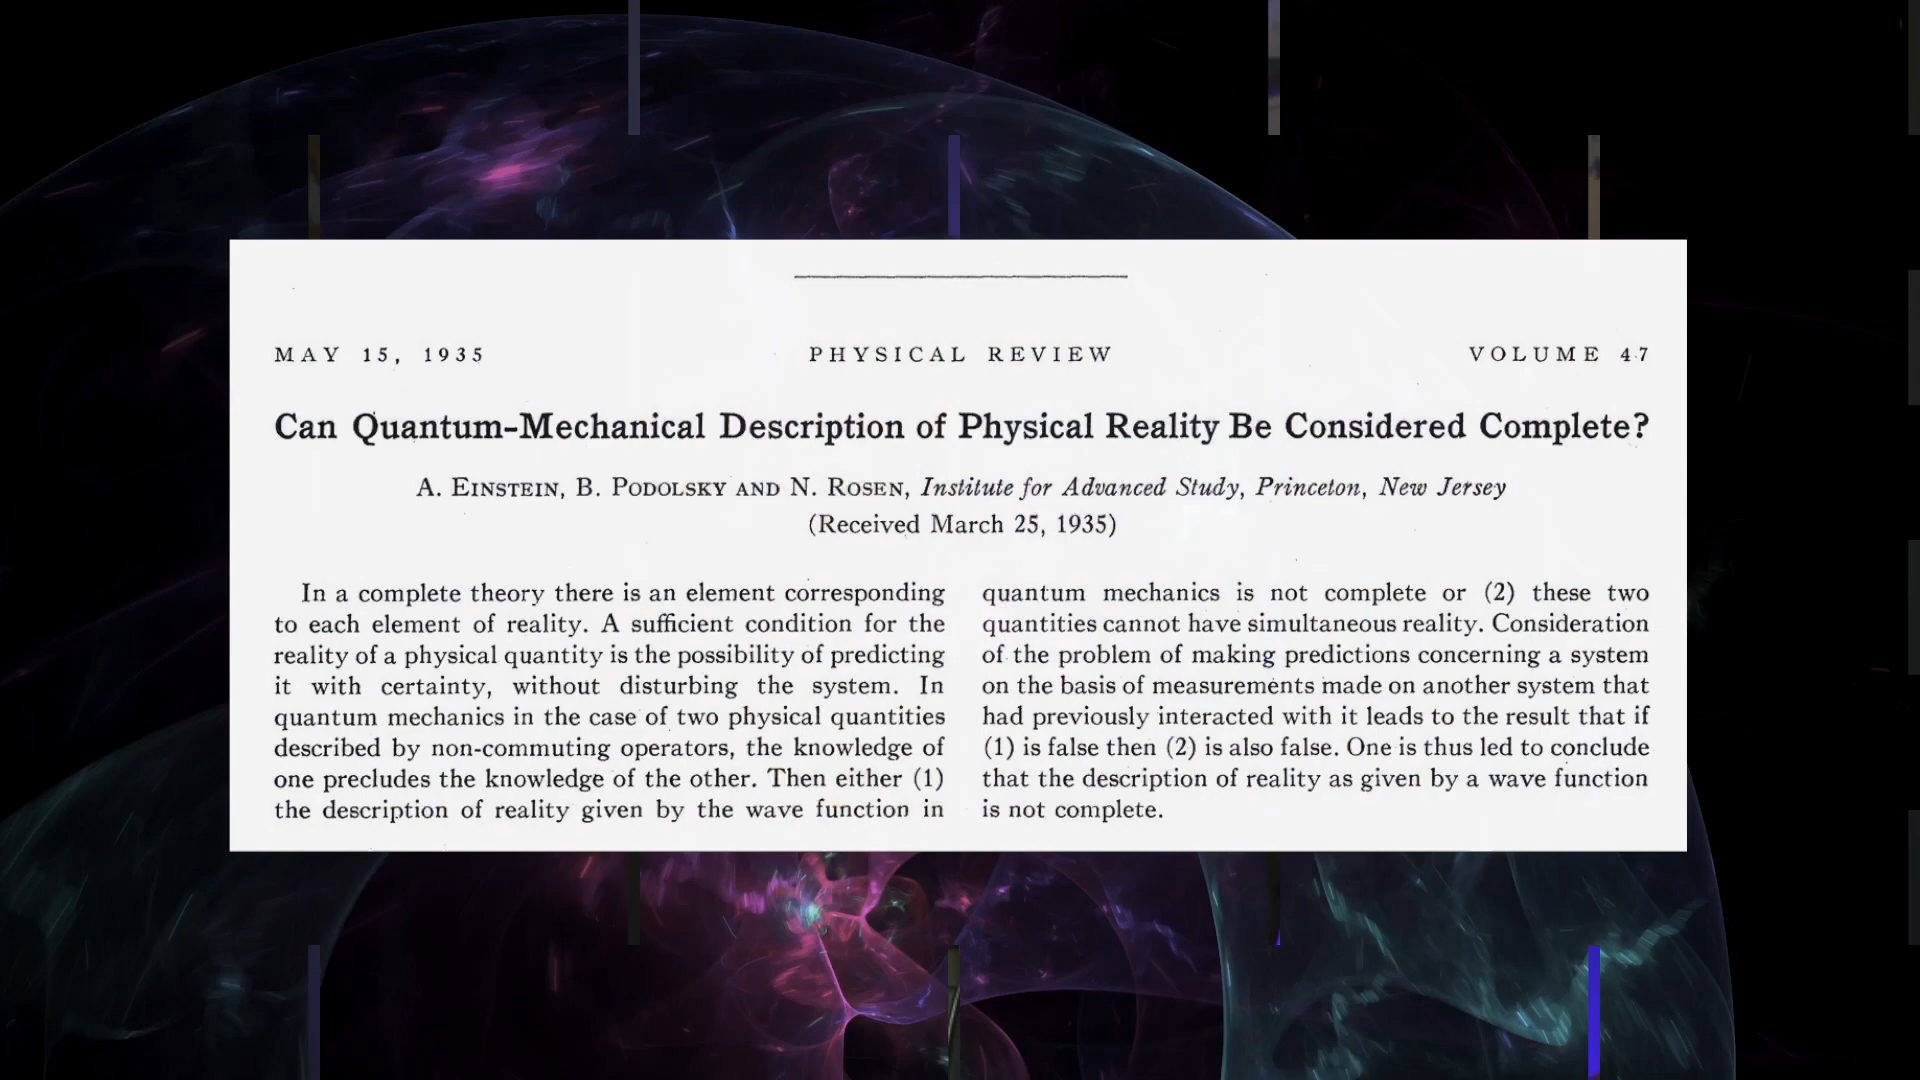 MAY 15, 1935 PHYSICAL REVIEW VOLUME 47
Can Quantum-Mechanical Description of Physical Reality Be Considered Complete?
A. EINSTEIN, B. PODOLSKY AND N. ROSEN, Institute for Advanced Study, Princeton, New Jersey
(Received March 25, 1935)
In a complete theory there is an element corresponding
to each element of reality. A sufficient condition for the
reality of a physical quantity is the possibility of predicting
it with certainty, without disturbing the system. In
quantum mechanics in the case of two physical quantities
described by non-commuting operators, the knowledge of
one precludes the knowledge of the other. Then either (1)
the description of reality given by the wave function in
quantum mechanics is not complete or (2) these two
quantities cannot have simultaneous reality. Consideration
of the problem of making predictions concerning a system
on the basis of measurements made on another system that
had previously interacted with it leads to the result that if
(1) is false then (2) is also false. One is thus led to conclude
that the description of reality as given by a wave function
is not complete.